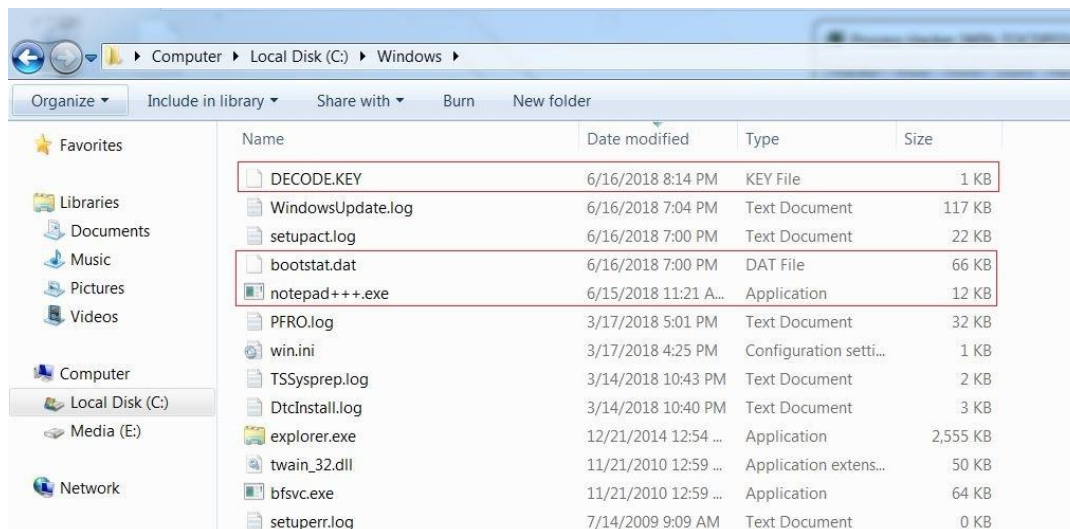 Computer Local Disk (C:) Windows
Organize Include in library Share with Burn New folder
Favorites
Libraries
Documents
Music
Pictures
Videos
Computer
Local Disk (C:)
Media (E:)
Network
Name Date modified Type Size
DECODE.KEY 6/16/2018 8:14 PM KEY File 1 KB
WindowsUpdate.log 6/16/2018 7:04 PM Text Document 117 KB
setupact.log 6/16/2018 7:00 PM Text Document 22 KB
bootstat.dat 6/16/2018 7:00 PM DAT File 66 KB
notepad+++.exe 6/15/2018 11:21 A... Application 12 KB
PFRO.log 3/17/2018 5:01 PM Text Document 32 KB
win.ini 3/17/2018 4:25 PM Configuration setti... 1 KB
TSSysprep.log 3/14/2018 10:43 PM Text Document 2 KB
DtcInstall.log 3/14/2018 10:40 PM Text Document 3 KB
explorer.exe 12/21/2014 12:54 ... Application 2,555 KB
twain_32.dll 11/21/2010 12:59 ... Application extens... 50 KB
bfsvc.exe 11/21/2010 12:59 ... Application 64 KB
setuperr.log 7/14/2009 9:09 AM Text Document 0 KB